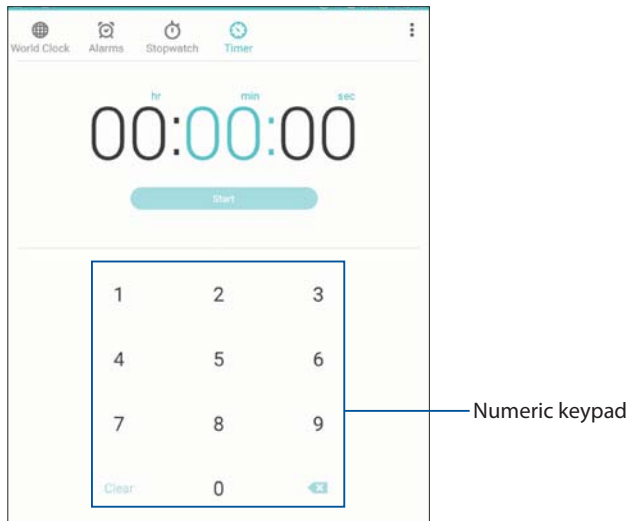 World Clock Alarms Stopwatch Timer
hr min sec
00:00:00
Start
1 2 3
4 5 6
7 8 9
Numeric keypad
Clear 0